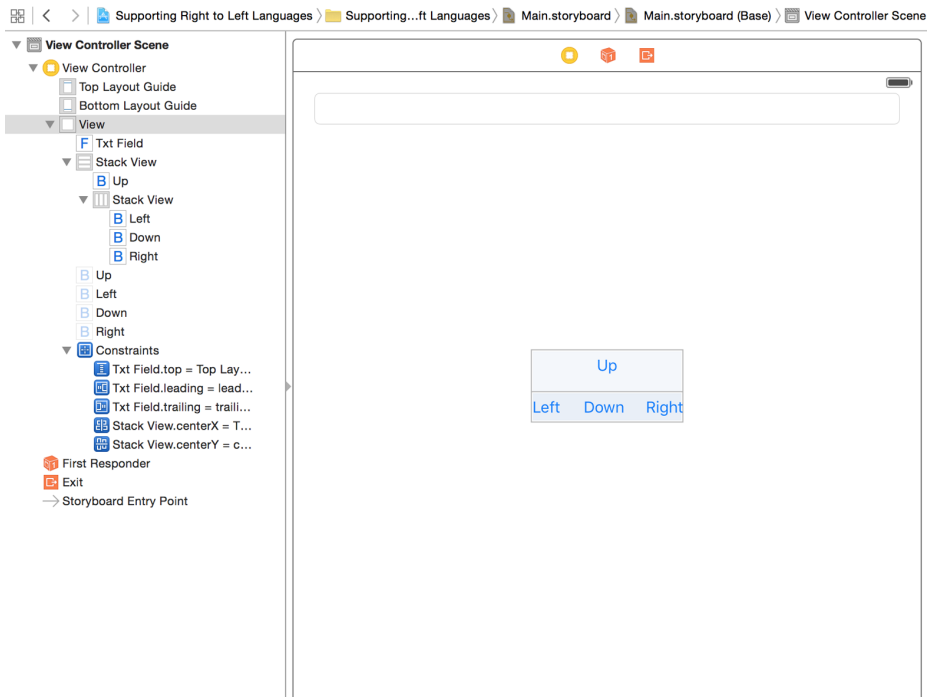 Supporting Right to Left Languages
Supporting...ft Languages
Main.storyboard
Main.storyboard (Base)
View Controller Scene
View Controller Scene
View Controller
Top Layout Guide
Bottom Layout Guide
View
F Txt Field
Stack View
B Up
Stack View
B Left
B Down
B Right
B Up
B Left
B Down
B Right
Constraints
Txt Field.top = Top Lay...
Txt Field.leading = lead...
Txt Field.trailing = traili...
Stack View.centerX = T...
Stack View.centerY = c...
First Responder
Exit
Storyboard Entry Point
Up
Left Down Right